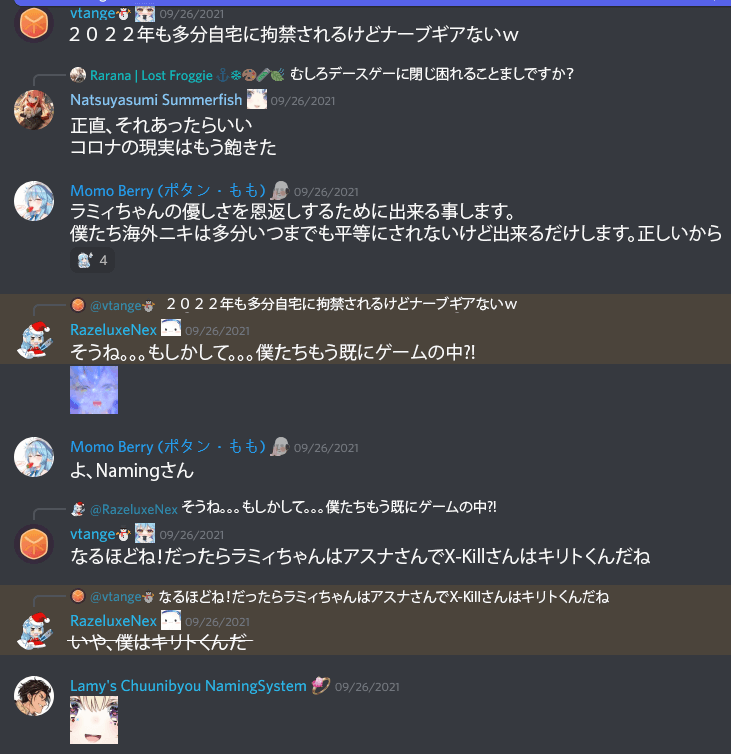 vtange 09/26/2021
２０２２年も多分自宅に拘禁されるけどナーブギアないｗ
Rarana | Lost Froggie むしろデースゲーに閉じ困れることましですか?
Natsuyasumi Summerfish 09/26/2021
正直、それあったらいい
コロナの現実はもう飽きた
Momo Berry (ボタン・もも) 09/26/2021
ラミィちゃんの優しさを恩返しするために出来る事します。
僕たち海外ニキは多分いつまでも平等にされないけど出来るだけします。正しいから
4
@vtange ２０２２年も多分自宅に拘禁されるけどナーブギアないｗ
RazeluxeNex 09/26/2021
そうね。。。もしかして。。。僕たちもう既にゲームの中?!
Momo Berry (ボタン・もも) 09/26/2021
よ、Namingさん
@RazeluxeNex そうね。。。もしかして。。。僕たちもう既にゲームの中?!
vtange 09/26/2021
なるほどね!だったらラミィちゃんはアスナさんでX-Killさんはキリトくんだね
@vtange なるほどね!だったらラミィちゃんはアスナさんでX-Killさんはキリトくんだね
RazeluxeNex 09/26/2021
いや、僕はキリトくんだ
Lamy's Chuunibyou NamingSystem 09/26/2021